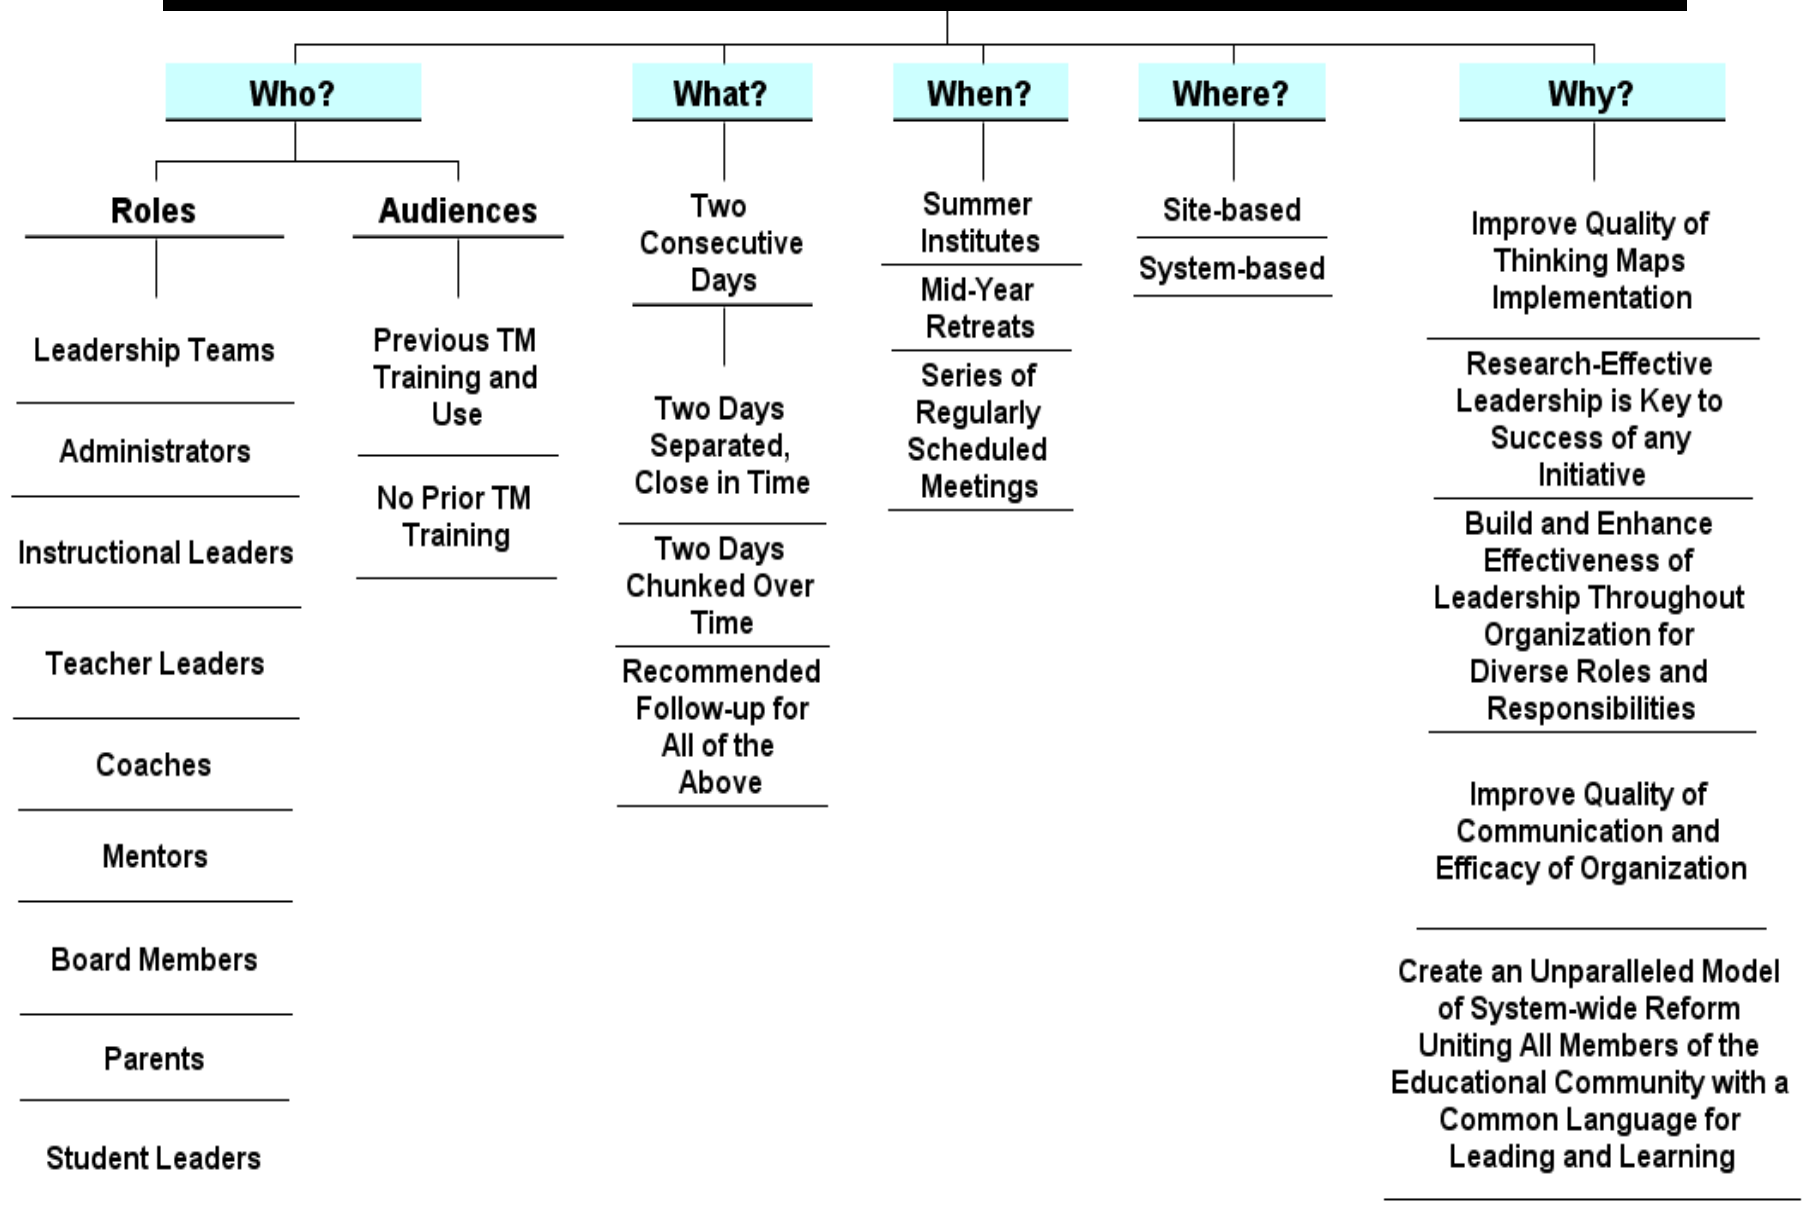 Who?
What?
When?
Where?
Why?
Roles
Leadership Teams
Administrators
Instructional Leaders
Teacher Leaders
Coaches
Mentors
Board Members
Parents
Student Leaders
Audiences
Previous TM
Training and
Use
No Prior TM
Training
Two
Consecutive
Days
Two Days
Separated,
Close in Time
Two Days
Chunked Over
Time
Recommended
Follow-up for
All of the
Above
Summer
Institutes
Mid-Year
Retreats
Series of
Regularly
Scheduled
Meetings
Site-based
System-based
Improve Quality of
Thinking Maps
Implementation
Research-Effective
Leadership is Key to
Success of any
Initiative
Build and Enhance
Effectiveness of
Leadership Throughout
Organization for
Diverse Roles and
Responsibilities
Improve Quality of
Communication and
Efficacy of Organization
Create an Unparalleled Model
of System-wide Reform
Uniting All Members of the
Educational Community with a
Common Language for
Leading and Learning